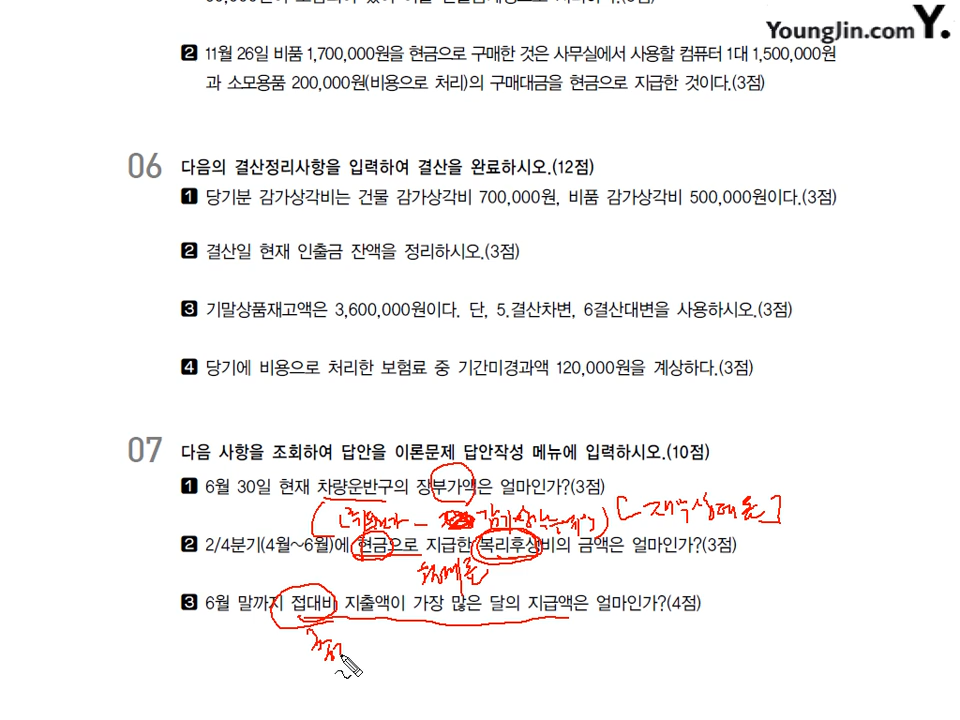 YoungJin.com Y.
2 11월 26일 비품 1,700,000원을 현금으로 구매한 것은 사무실에서 사용할 컴퓨터 1대 1,500,000원
과 소모용품 200,000원(비용으로 처리)의 구매대금을 현금으로 지급한 것이다.(3점)
06 다음의 결산정리사항을 입력하여 결산을 완료하시오.(12점)
1 당기분 감가상각비는 건물 감가상각비 700,000원, 비품 감가상각비 500,000원이다.(3점)
2 결산일 현재 인출금 잔액을 정리하시오.(3점)
3 기말상품재고액은 3,600,000원이다. 단, 5.결산차변, 6결산대변을 사용하시오.(3점)
4 당기에 비용으로 처리한 보험료 중 기간미경과액 120,000원을 계상하다.(3점)
07 다음 사항을 조회하여 답안을 이론문제 답안작성 메뉴에 입력하시오.(10점)
1 6월 30일 현재 차량운반구의 장부가액은 얼마인가?(3점)
[재무상태표]
2 2/4분기(4월~6월)에 현금으로 지급한 복리후생비의 금액은 얼마인가?(3점)
3 6월 말까지 접대비 지출액이 가장 많은 달의 지급액은 얼마인가?(4점)